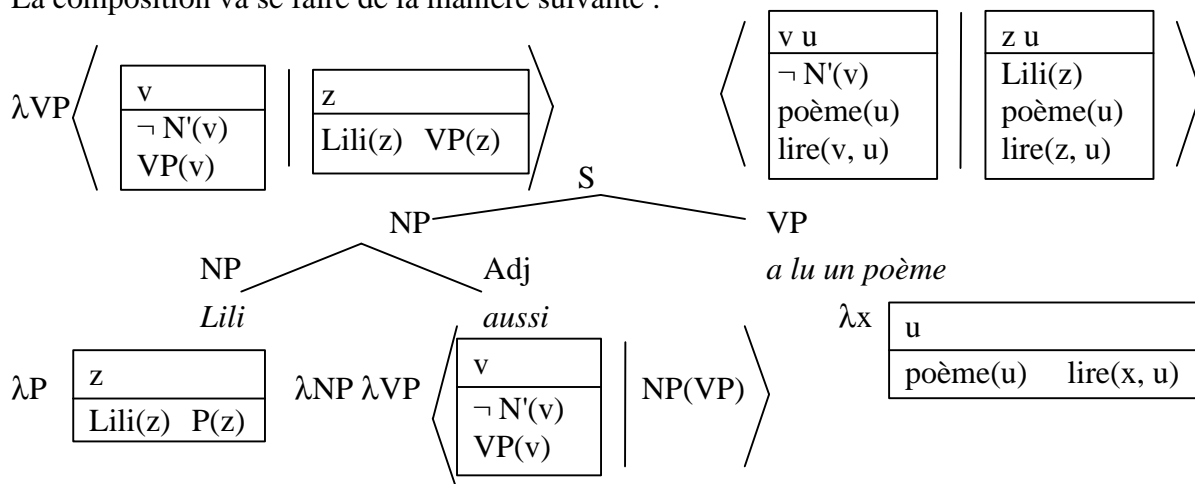 La composition va se faire de la manière suivante :
λVP
v
¬ N'(v)
VP(v)
z
Lili(z) VP(z)
v u
¬ N'(v)
poème(u)
lire(v, u)
z u
Lili(z)
poème(u)
lire(z, u)
S
NP
VP
NP
Adj
a lu un poème
Lili
aussi
λP
z
Lili(z) P(z)
λNP λVP
v
¬ N'(v)
VP(v)
NP(VP)
λx
u
poème(u) lire(x, u)